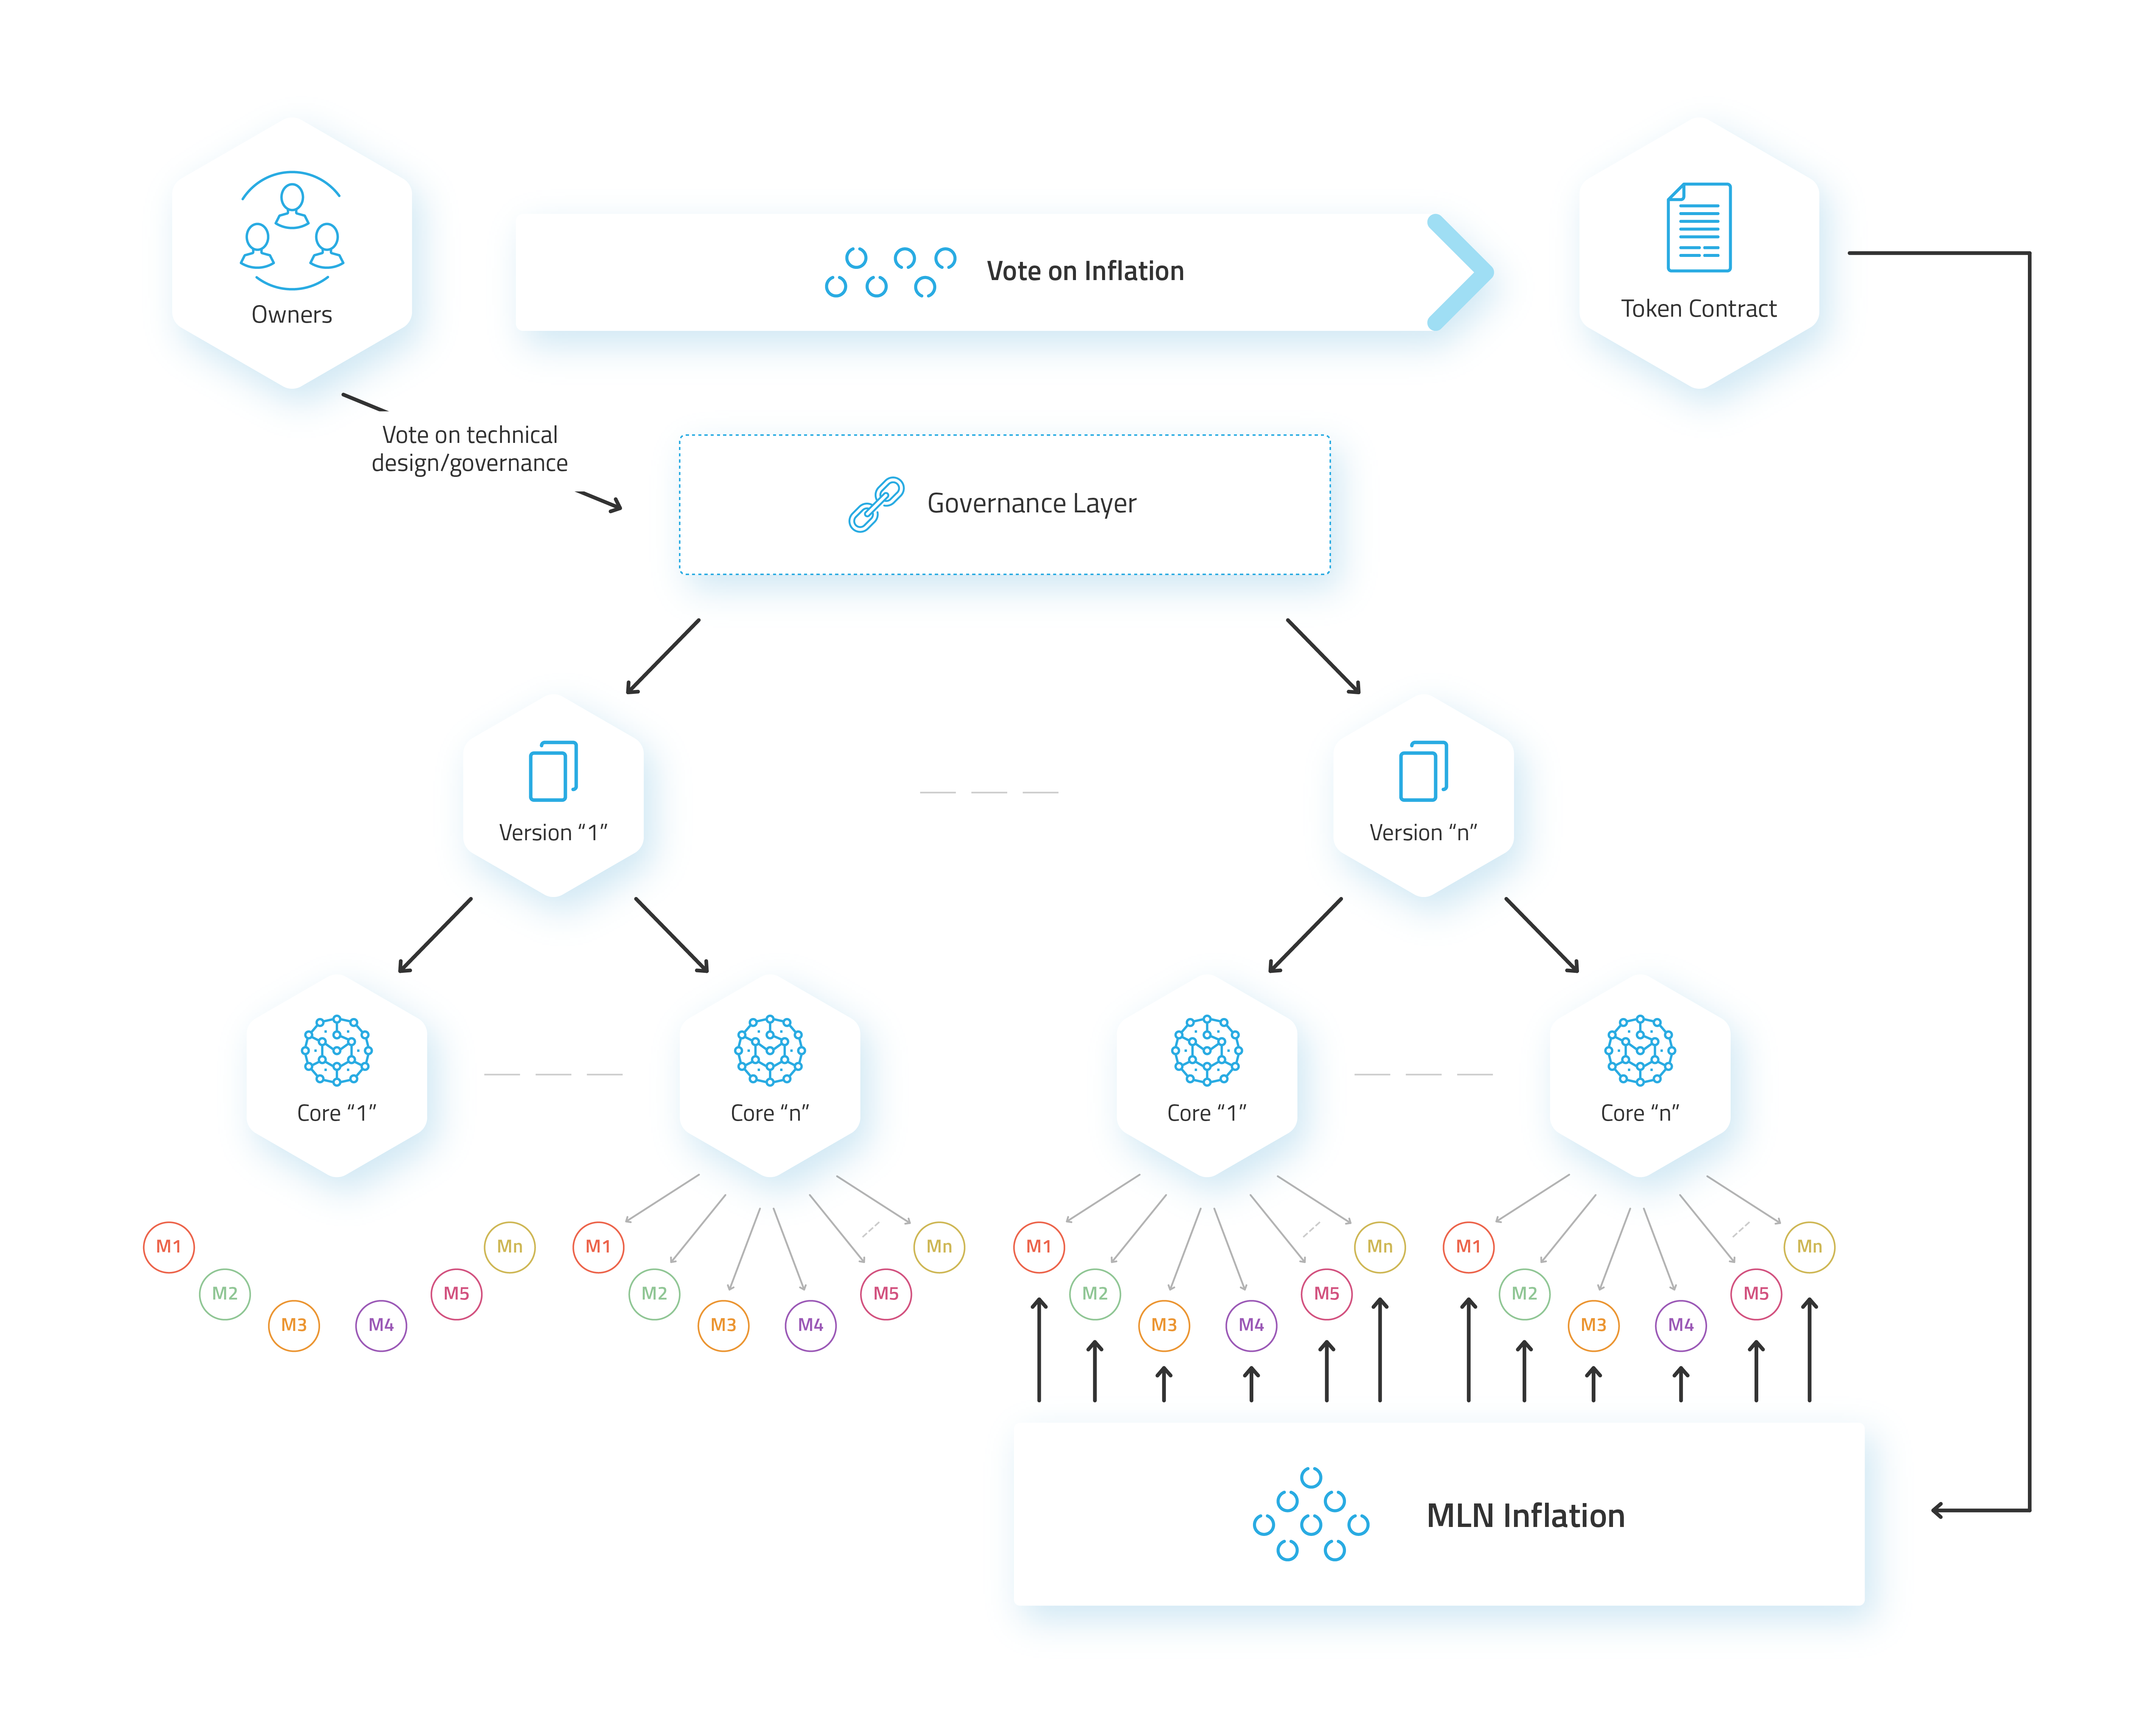 Owners
Vote on Inflation
Token Contract
Vote on technical
design/governance
Governance Layer
Version “1”
Version “n”
Core “1”
Core “n”
Core “1”
Core “n”
M1
M2
M3
M4
M5
Mn
M1
M2
M3
M4
M5
Mn
M1
M2
M3
M4
M5
Mn
M1
M2
M3
M4
M5
Mn
MLN Inflation